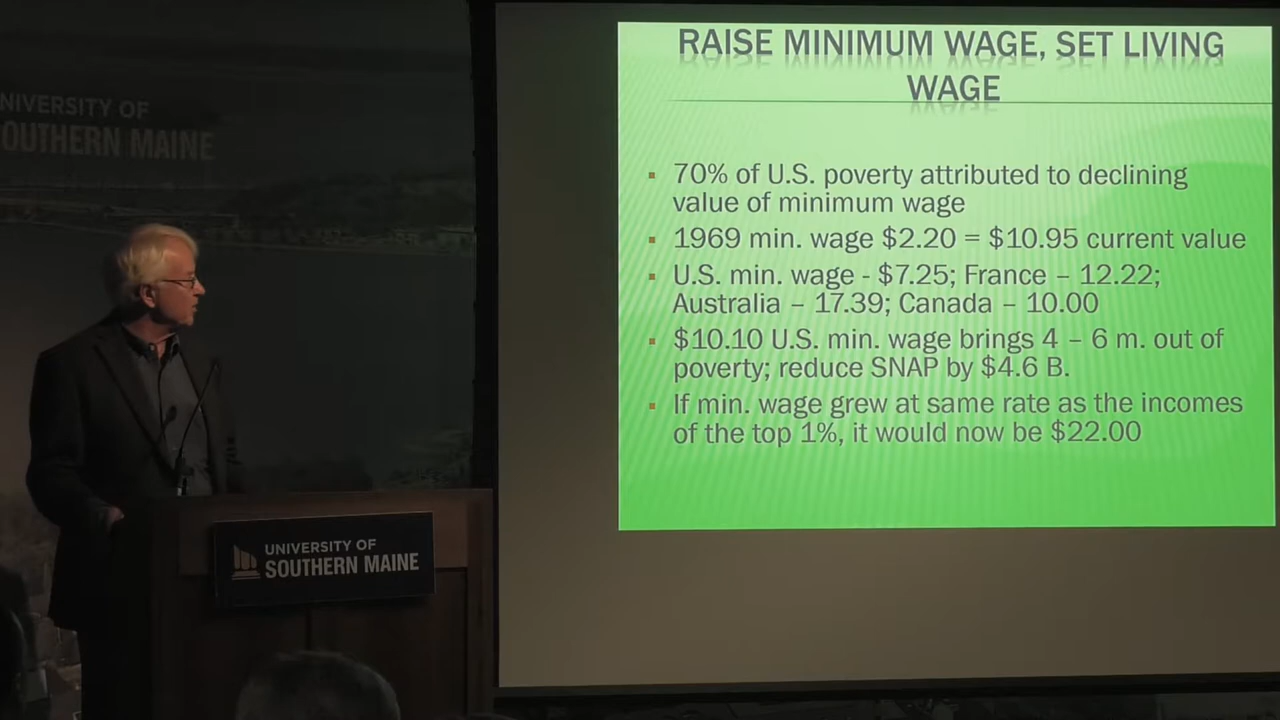 NIVERSITY OF
OUTHERN MAINE
RAISE MINIMUM WAGE, SET LIVING
WAGE
70% of U.S. poverty attributed to declining
value of minimum wage
1969 min. wage $2.20 = $10.95 current value
U.S. min. wage - $7.25; France – 12.22;
Australia – 17.39; Canada – 10.00
$10.10 U.S. min. wage brings 4 – 6 m. out of
poverty; reduce SNAP by $4.6 B.
If min. wage grew at same rate as the incomes
of the top 1%, it would now be $22.00
UNIVERSITY OF
SOUTHERN MAINE